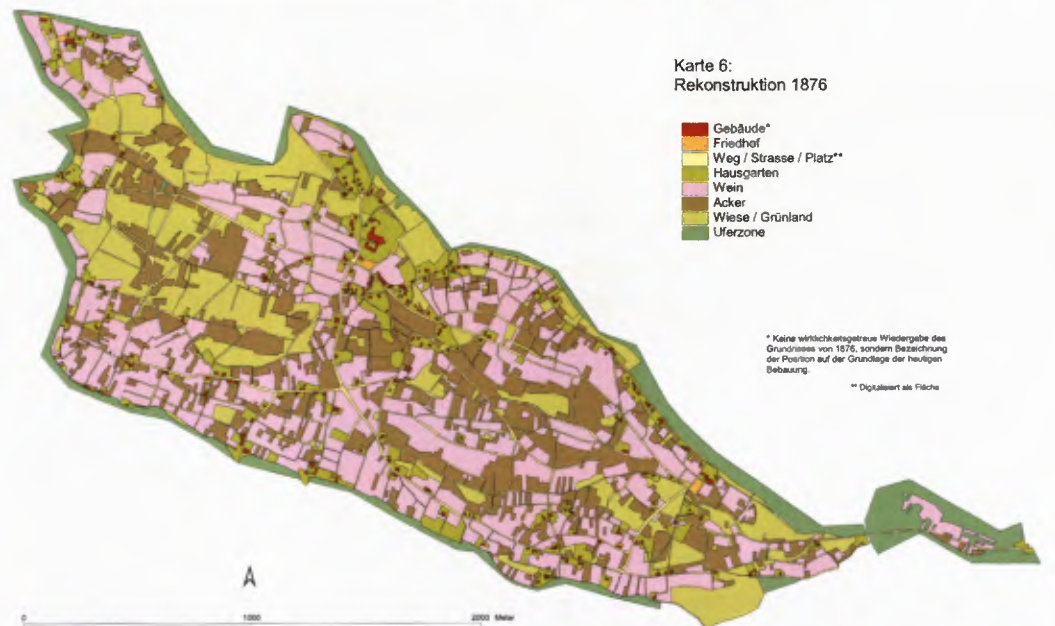 Karte 6:
Rekonstruktion 1876
Gebäude*
Friedhof
Weg / Strasse / Platz**
Hausgarten
Wein
Acker
Wiese / Grünland
Uferzone
* Keine wirklichkeitsgetreue Wiedergabe des
Grundrisses von 1876, sondern Bezeichnung
der Position auf der Grundlage der heutigen
Bebauung.
** Digitalisiert als Fläche
0 1000 2000 Meter